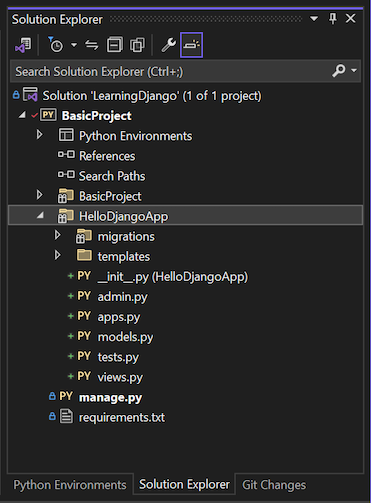 Solution Explorer
Search Solution Explorer (Ctrl+;)
Solution 'LearningDjango' (1 of 1 project)
PY BasicProject
Python Environments
References
Search Paths
BasicProject
HelloDjangoApp
migrations
templates
PY __init__.py (HelloDjangoApp)
PY admin.py
PY apps.py
PY models.py
PY tests.py
PY views.py
PY manage.py
requirements.txt
Python Environments Solution Explorer Git Changes